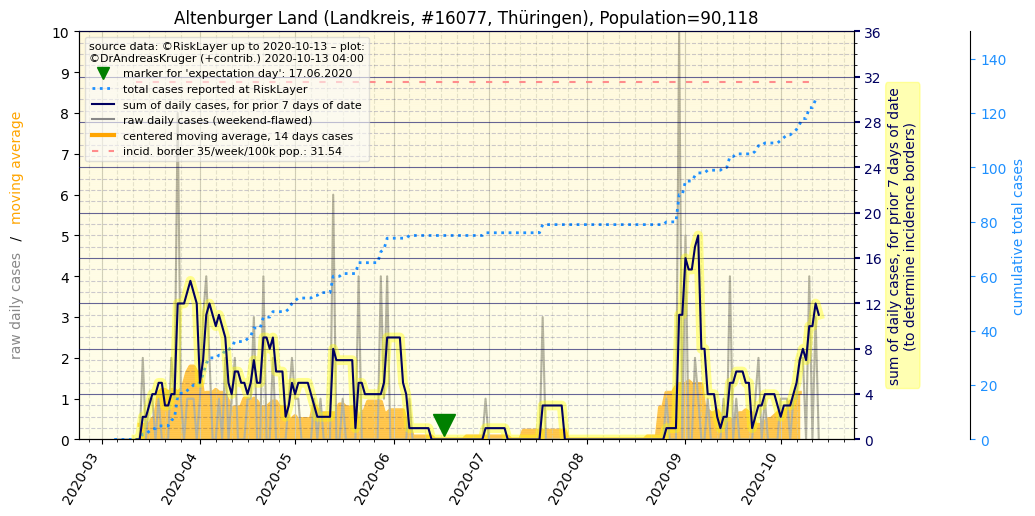 Altenburger Land (Landkreis, #16077, Thüringen), Population=90,118
source data: ©RiskLayer up to 2020-10-13 – plot:
©DrAndreasKruger (+contrib.) 2020-10-13 04:00
marker for 'expectation day': 17.06.2020
total cases reported at RiskLayer
sum of daily cases, for prior 7 days of date
raw daily cases (weekend-flawed)
centered moving average, 14 days cases
incid. border 35/week/100k pop.: 31.54
raw daily cases / moving average
10
9
8
7
6
5
4
3
2
1
0
2020-03
2020-04
2020-05
2020-06
2020-07
2020-08
2020-09
2020-10
36
32
28
24
20
16
12
8
4
0
sum of daily cases, for prior 7 days of date
(to determine incidence borders)
140
120
100
80
60
40
20
0
cumulative total cases